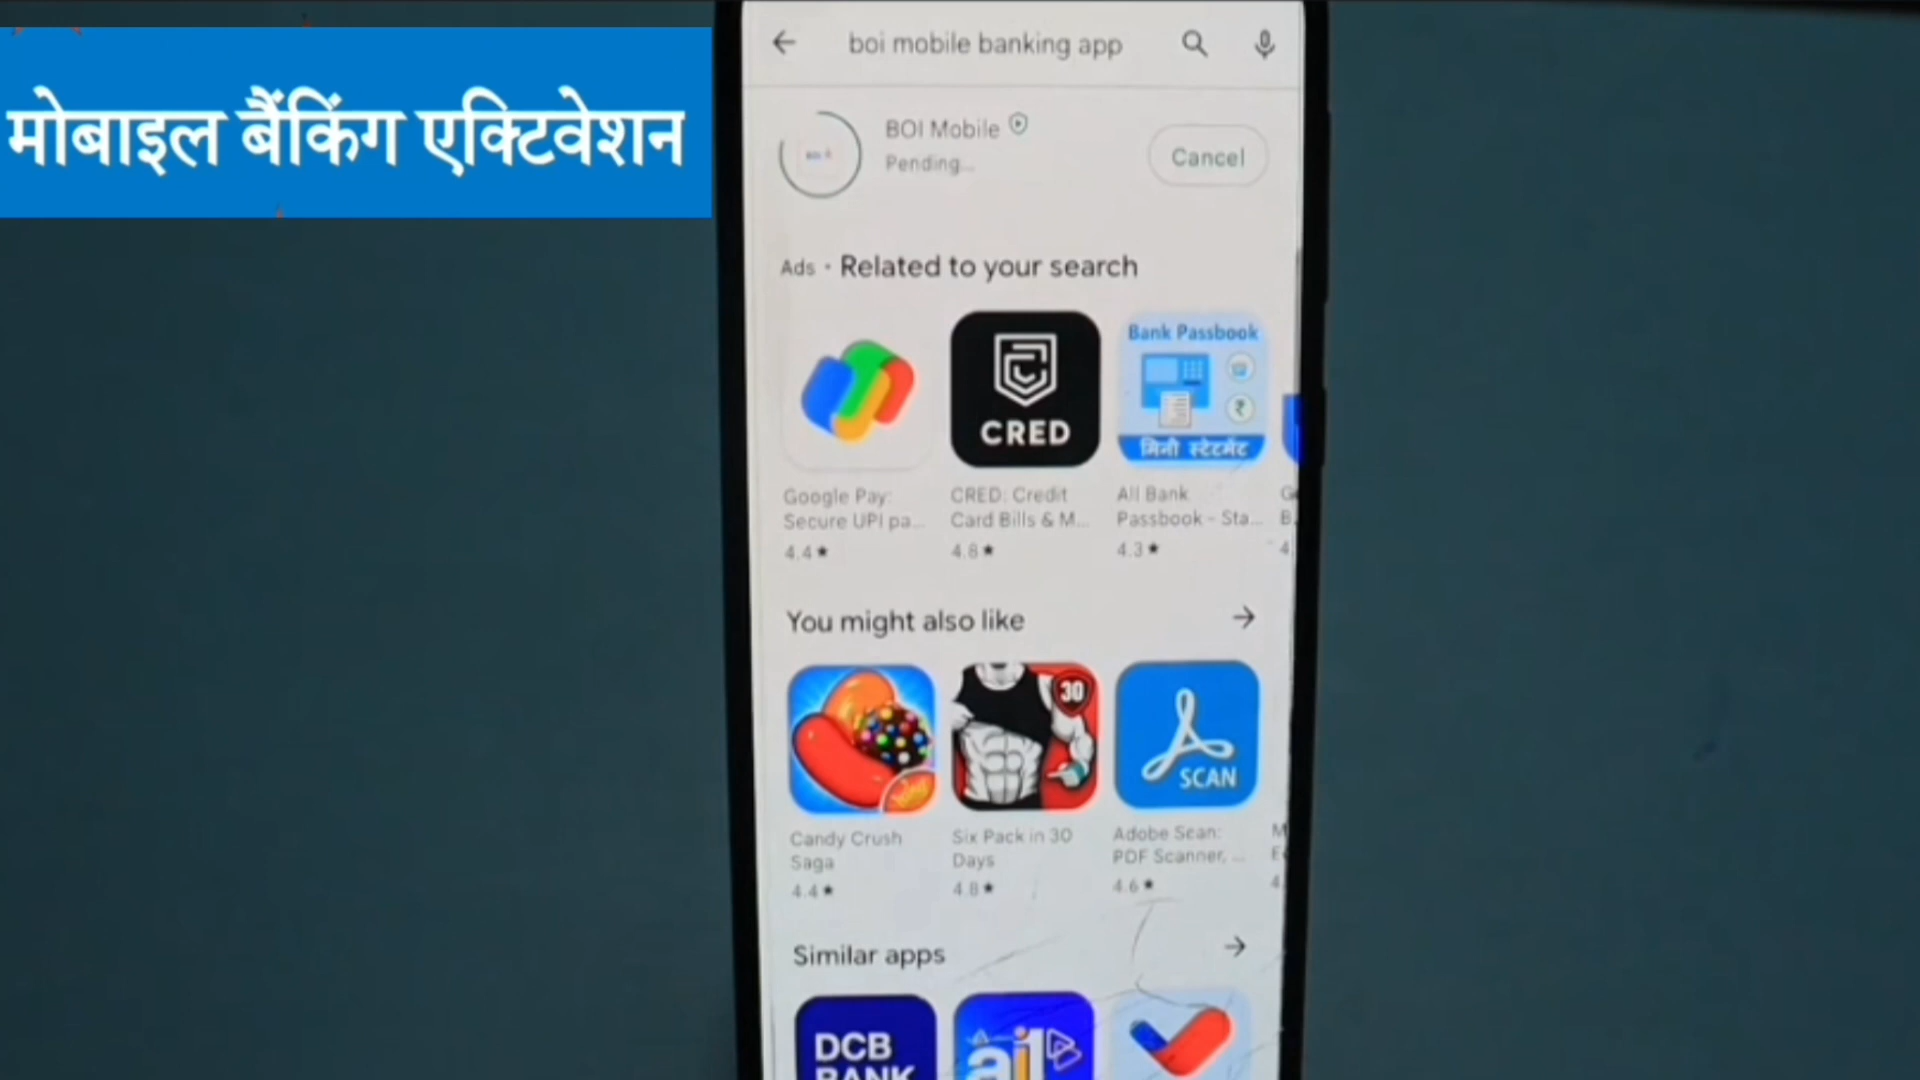 मोबाइल बैंकिंग एक्टिवेशन
boi mobile banking app
BOI Mobile
Pending...
Cancel
Ads • Related to your search
Bank Passbook
मिनी स्टेटमेंट
CRED
Google Pay:
Secure UPI pa...
4.4★
CRED: Credit
Card Bills & M...
4.8★
All Bank
Passbook - Sta...
4.3★
You might also like
30
SCAN
Candy Crush
Saga
4.4★
Six Pack in 30
Days
4.8★
Adobe Scan:
PDF Scanner, ...
4.6★
Similar apps
DCB
BANK